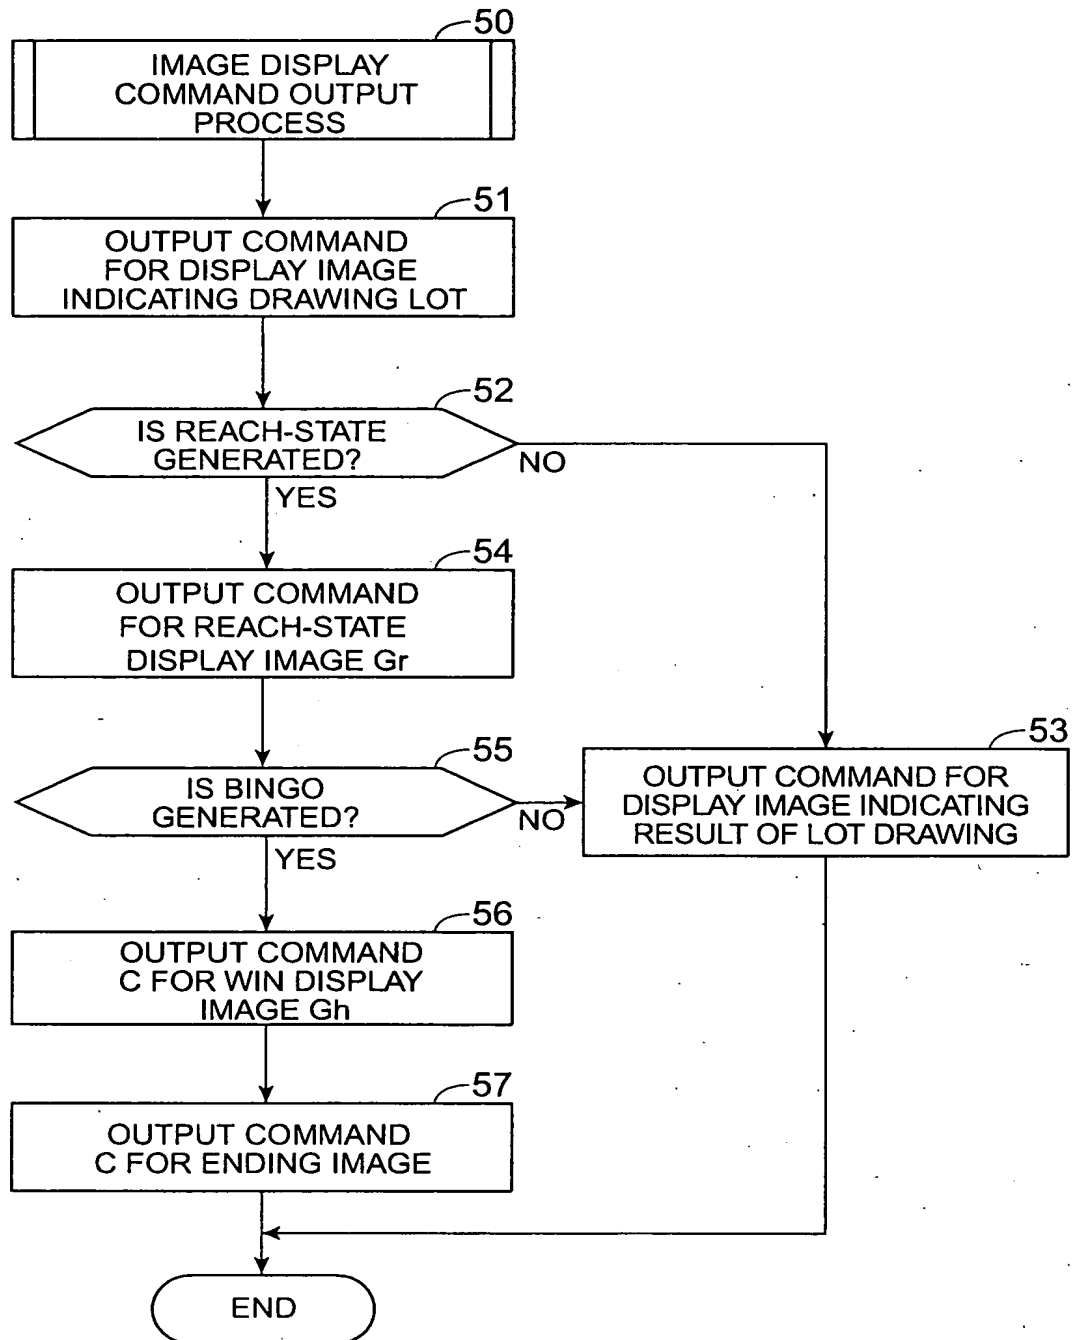 50
IMAGE DISPLAY
COMMAND OUTPUT
PROCESS
51
OUTPUT COMMAND
FOR DISPLAY IMAGE
INDICATING DRAWING LOT
52
IS REACH-STATE
GENERATED?
NO
YES
54
OUTPUT COMMAND
FOR REACH-STATE
DISPLAY IMAGE Gr
53
OUTPUT COMMAND FOR
DISPLAY IMAGE INDICATING
RESULT OF LOT DRAWING
55
IS BINGO
GENERATED?
NO
YES
56
OUTPUT COMMAND
C FOR WIN DISPLAY
IMAGE Gh
57
OUTPUT COMMAND
C FOR ENDING IMAGE
END